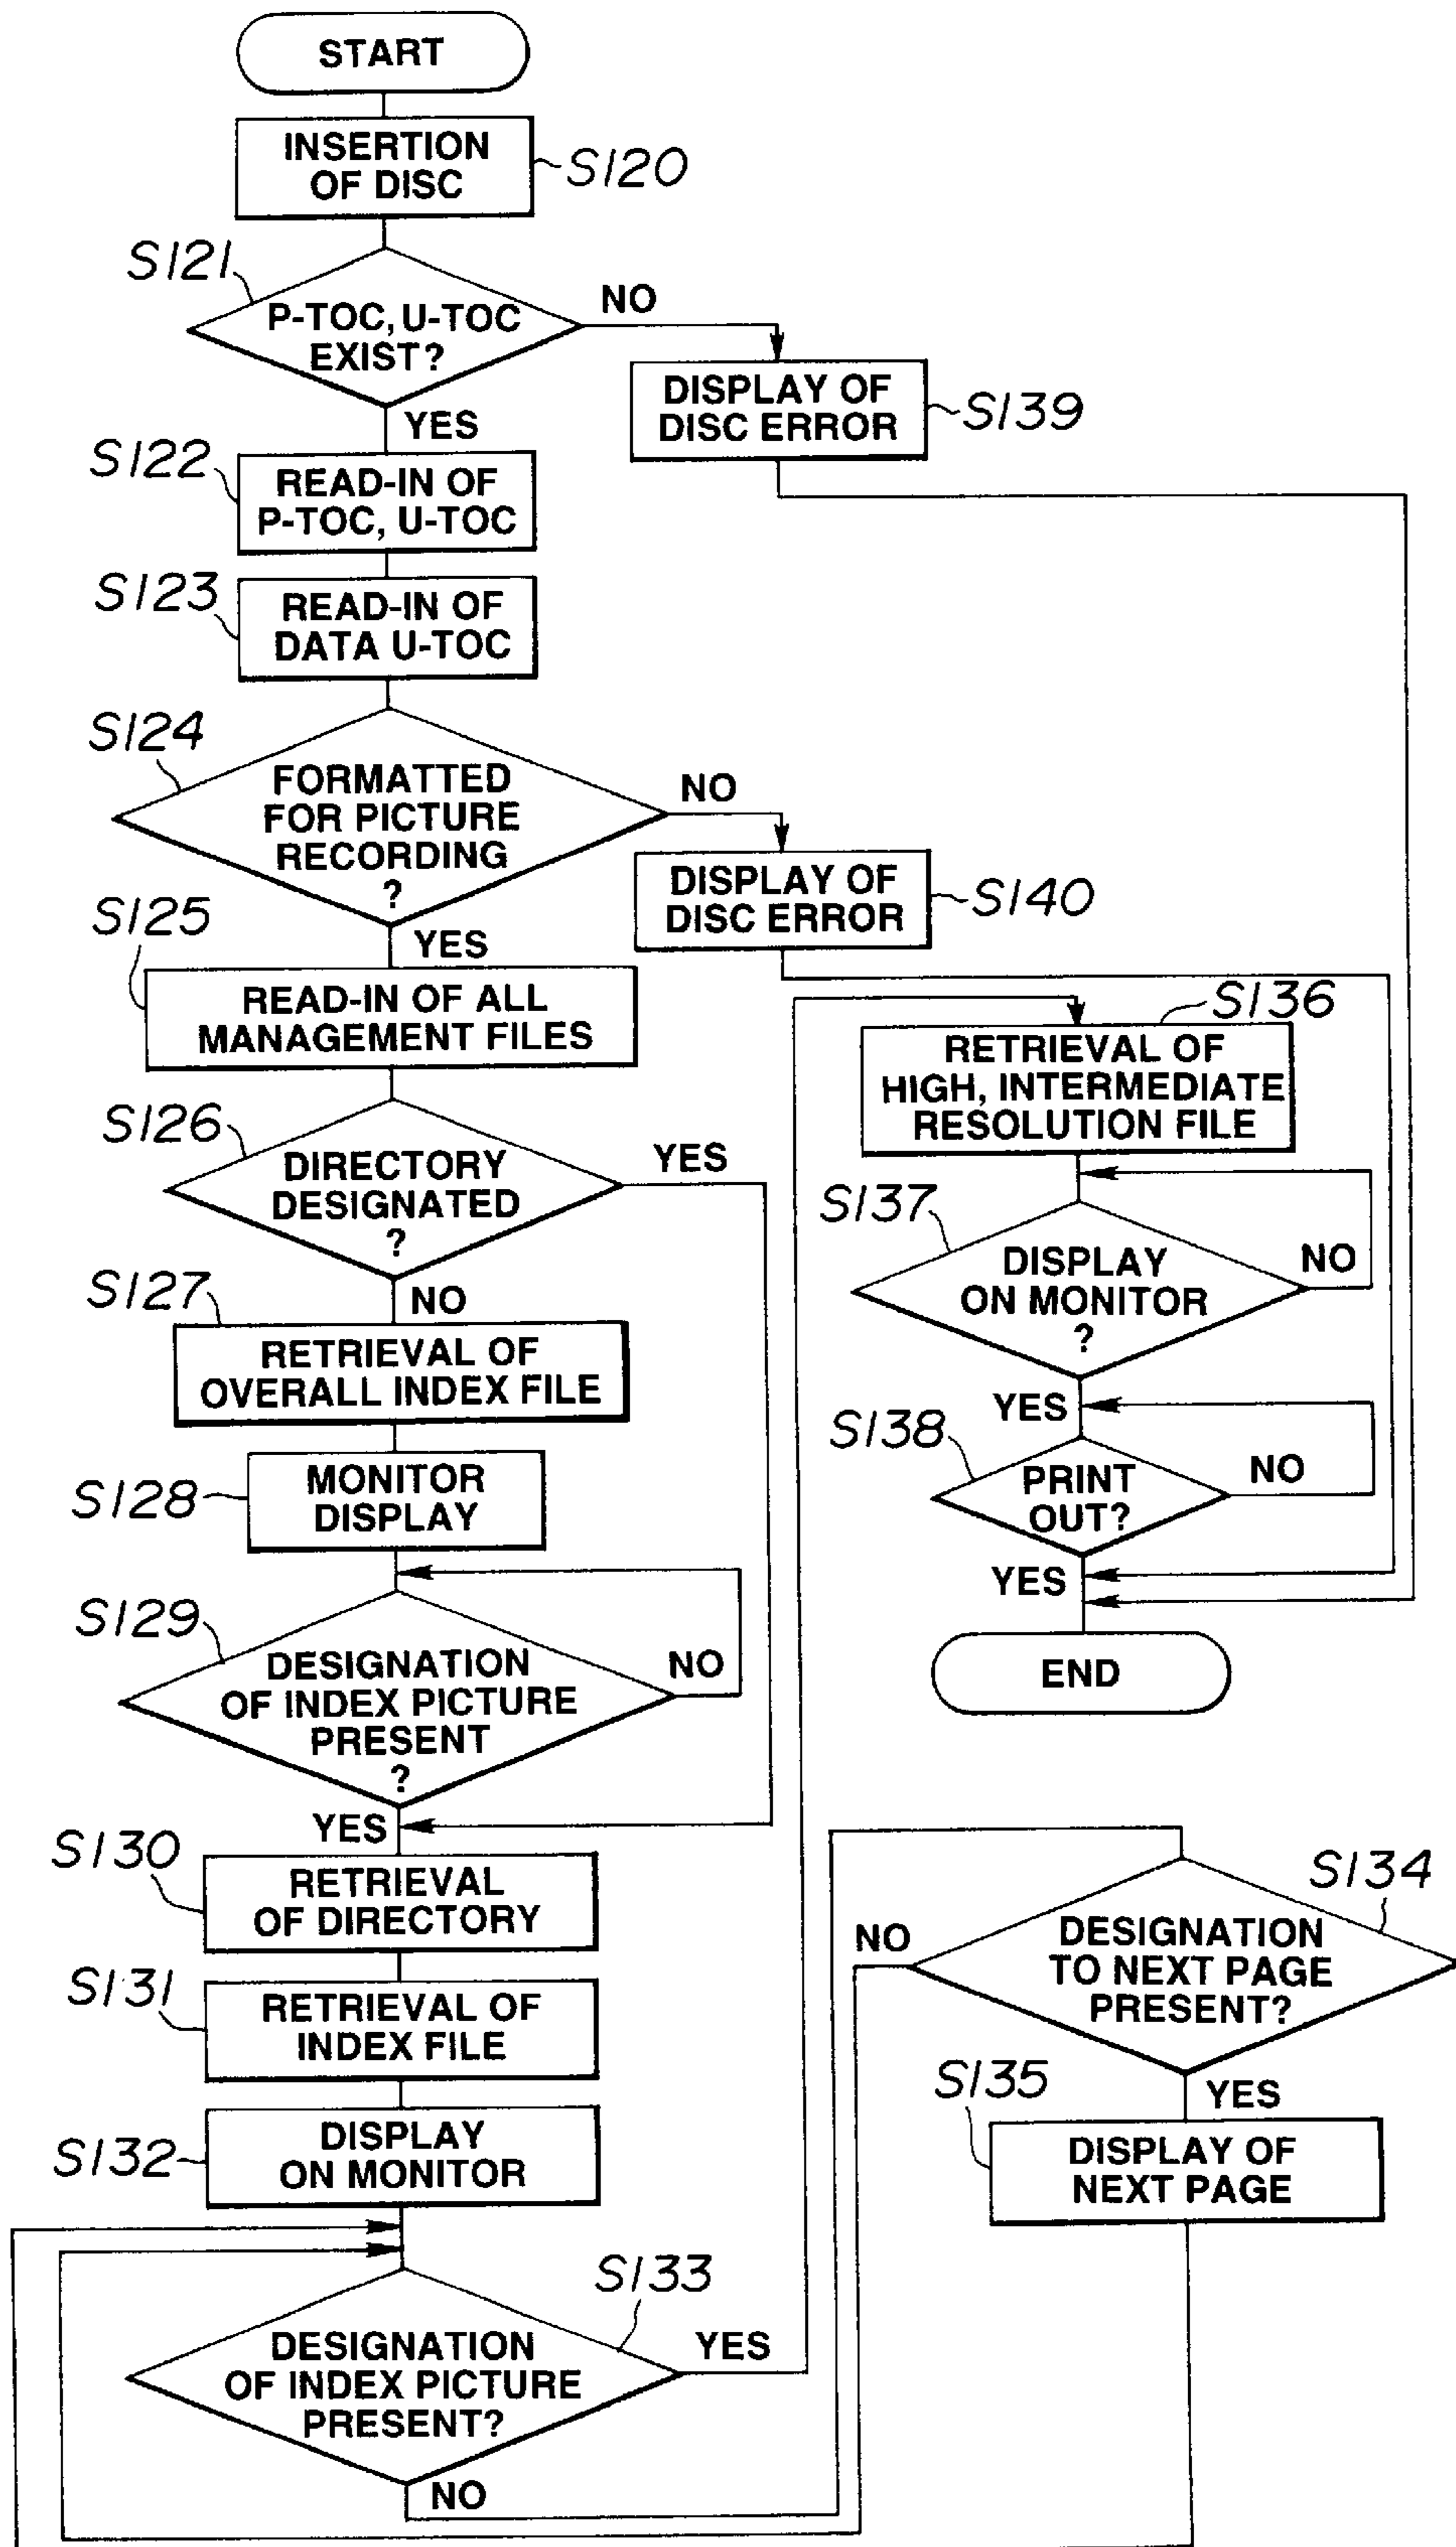 START
INSERTION
OF DISC
S120
S121
P-TOC, U-TOC
EXIST?
NO
YES
DISPLAY OF
DISC ERROR
S139
S122
READ-IN OF
P-TOC, U-TOC
S123
READ-IN OF
DATA U-TOC
S124
FORMATTED
FOR PICTURE
RECORDING
?
NO
YES
DISPLAY OF
DISC ERROR
S140
S125
READ-IN OF ALL
MANAGEMENT FILES
S126
DIRECTORY
DESIGNATED
?
YES
NO
S127
RETRIEVAL OF
OVERALL INDEX FILE
S128
MONITOR
DISPLAY
S129
DESIGNATION
OF INDEX PICTURE
PRESENT
?
NO
YES
S130
RETRIEVAL
OF DIRECTORY
S131
RETRIEVAL OF
INDEX FILE
S132
DISPLAY
ON MONITOR
S133
DESIGNATION
OF INDEX PICTURE
PRESENT?
YES
NO
S134
DESIGNATION
TO NEXT PAGE
PRESENT?
NO
YES
S135
DISPLAY OF
NEXT PAGE
S136
RETRIEVAL OF
HIGH, INTERMEDIATE
RESOLUTION FILE
S137
DISPLAY
ON MONITOR
?
NO
YES
S138
PRINT
OUT?
NO
YES
END